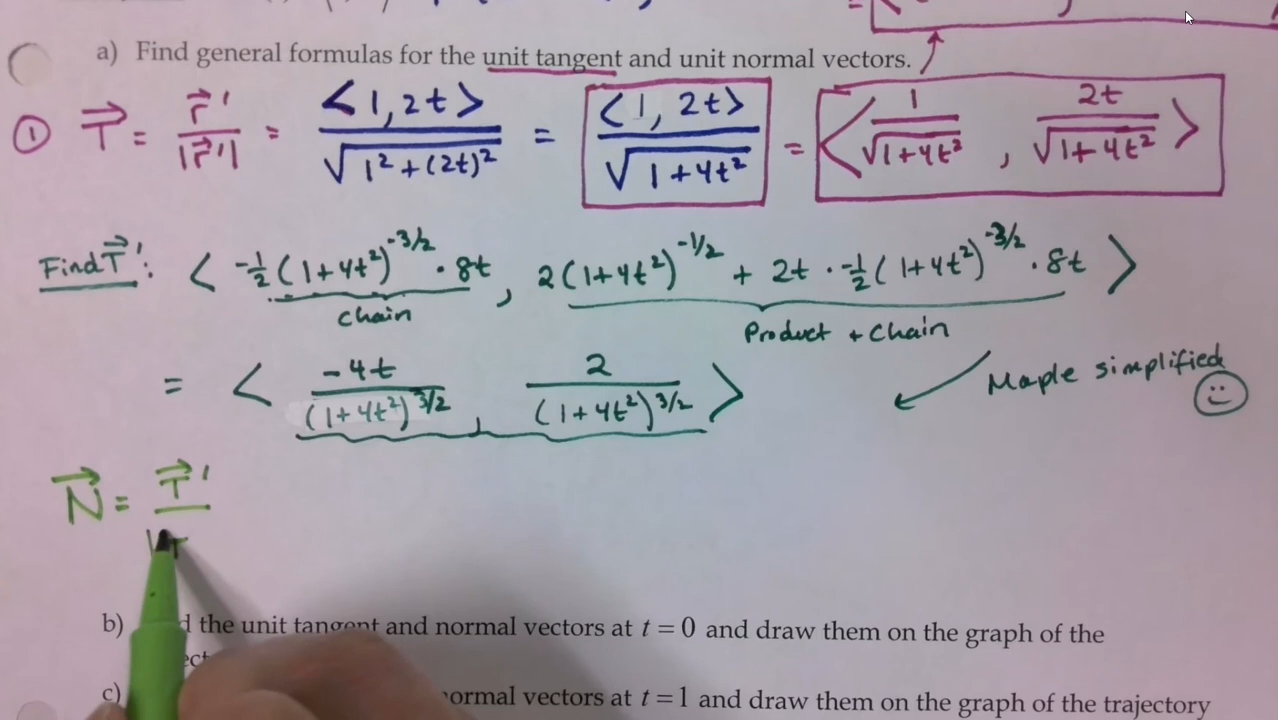 a) Find general formulas for the unit tangent and unit normal vectors.
① T⃗ = r⃗' / |r⃗'| = <1, 2t> / √(1² + (2t)²) = <1, 2t> / √(1+4t²) = < 1/√(1+4t²) , 2t/√(1+4t²) >
Find T⃗': < -½(1+4t²)^(-3/2) · 8t , 2(1+4t²)^(-1/2) + 2t · -½(1+4t²)^(-3/2) · 8t >
chain
Product + Chain
= < -4t/(1+4t²)^(3/2) , 2/(1+4t²)^(3/2) >
Maple simplified
N⃗ = T⃗' / |T
b) d the unit tangent and normal vectors at t = 0 and draw them on the graph of the
c) normal vectors at t = 1 and draw them on the graph of the trajectory